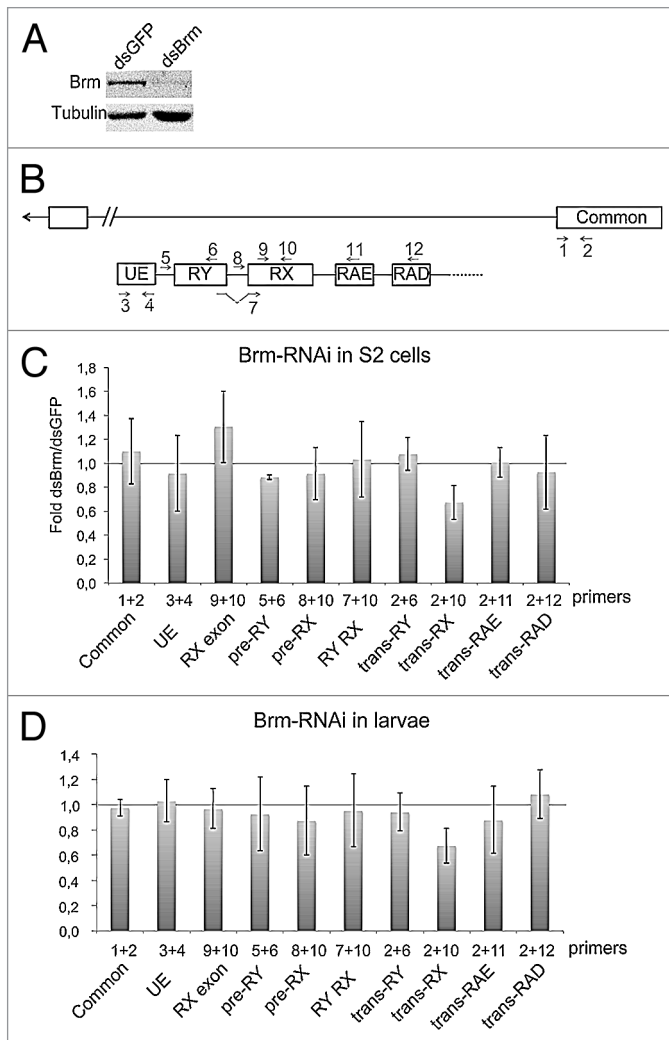 A
dsGFP dsBrm
Brm
Tubulin
B
Common
1 2
5 6 8 9 10 11 12
UE RY RX RAE RAD
3 4 7
C
Brm-RNAi in S2 cells
Fold dsBrm/dsGFP
1,8
1,6
1,4
1,2
1,0
0,8
0,6
0,4
0,2
0,0
1+2 3+4 9+10 5+6 8+10 7+10 2+6 2+10 2+11 2+12 primers
Common UE RX exon pre-RY pre-RX RY RX trans-RY trans-RX trans-RAE trans-RAD
D
Brm-RNAi in larvae
1,4
1,2
1,0
0,8
0,6
0,4
0,2
0,0
1+2 3+4 9+10 5+6 8+10 7+10 2+6 2+10 2+11 2+12 primers
Common UE RX exon pre-RY pre-RX RY RX trans-RY trans-RX trans-RAE trans-RAD